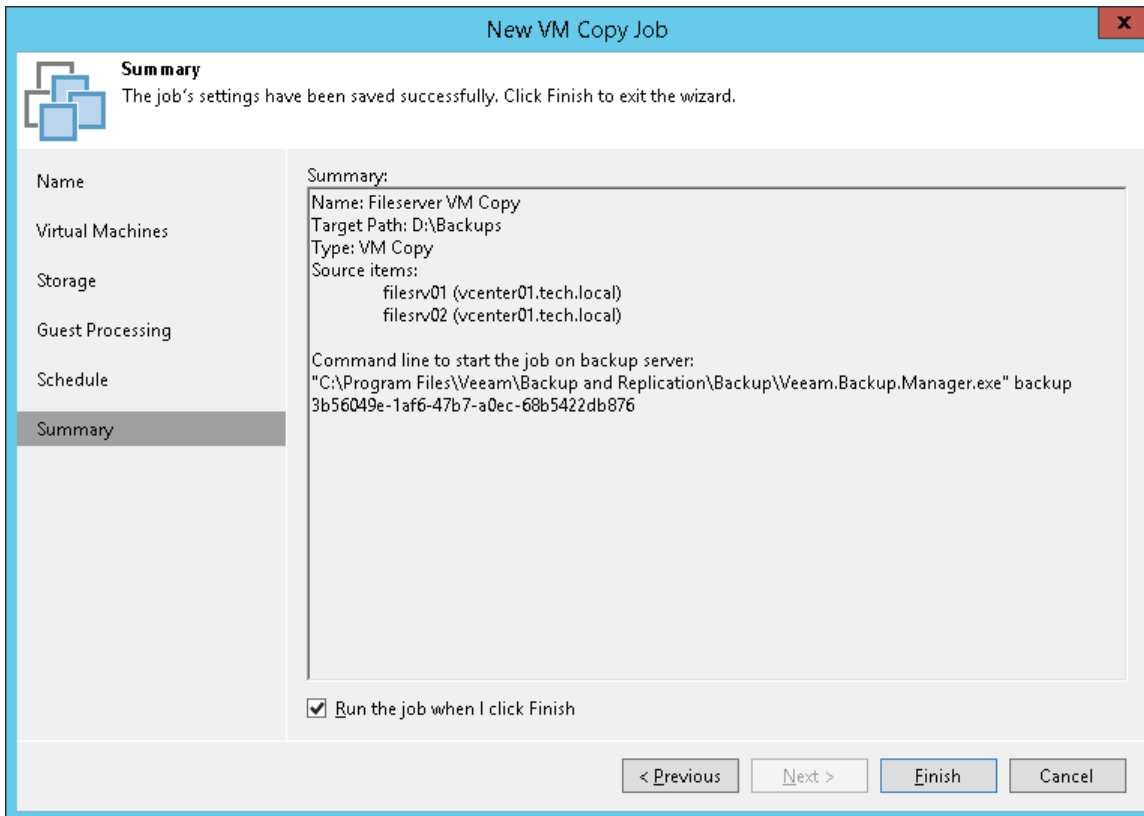 New VM Copy Job
x
Summary
The job's settings have been saved successfully. Click Finish to exit the wizard.
Name
Virtual Machines
Storage
Guest Processing
Schedule
Summary
Summary:
Name: Fileserver VM Copy
Target Path: D:\Backups
Type: VM Copy
Source items:
filesrv01 (vcenter01.tech.local)
filesrv02 (vcenter01.tech.local)
Command line to start the job on backup server:
"C:\Program Files\Veeam\Backup and Replication\Backup\Veeam.Backup.Manager.exe" backup
3b56049e-1af6-47b7-a0ec-68b5422db876
Run the job when I click Finish
< Previous
Next >
Finish
Cancel